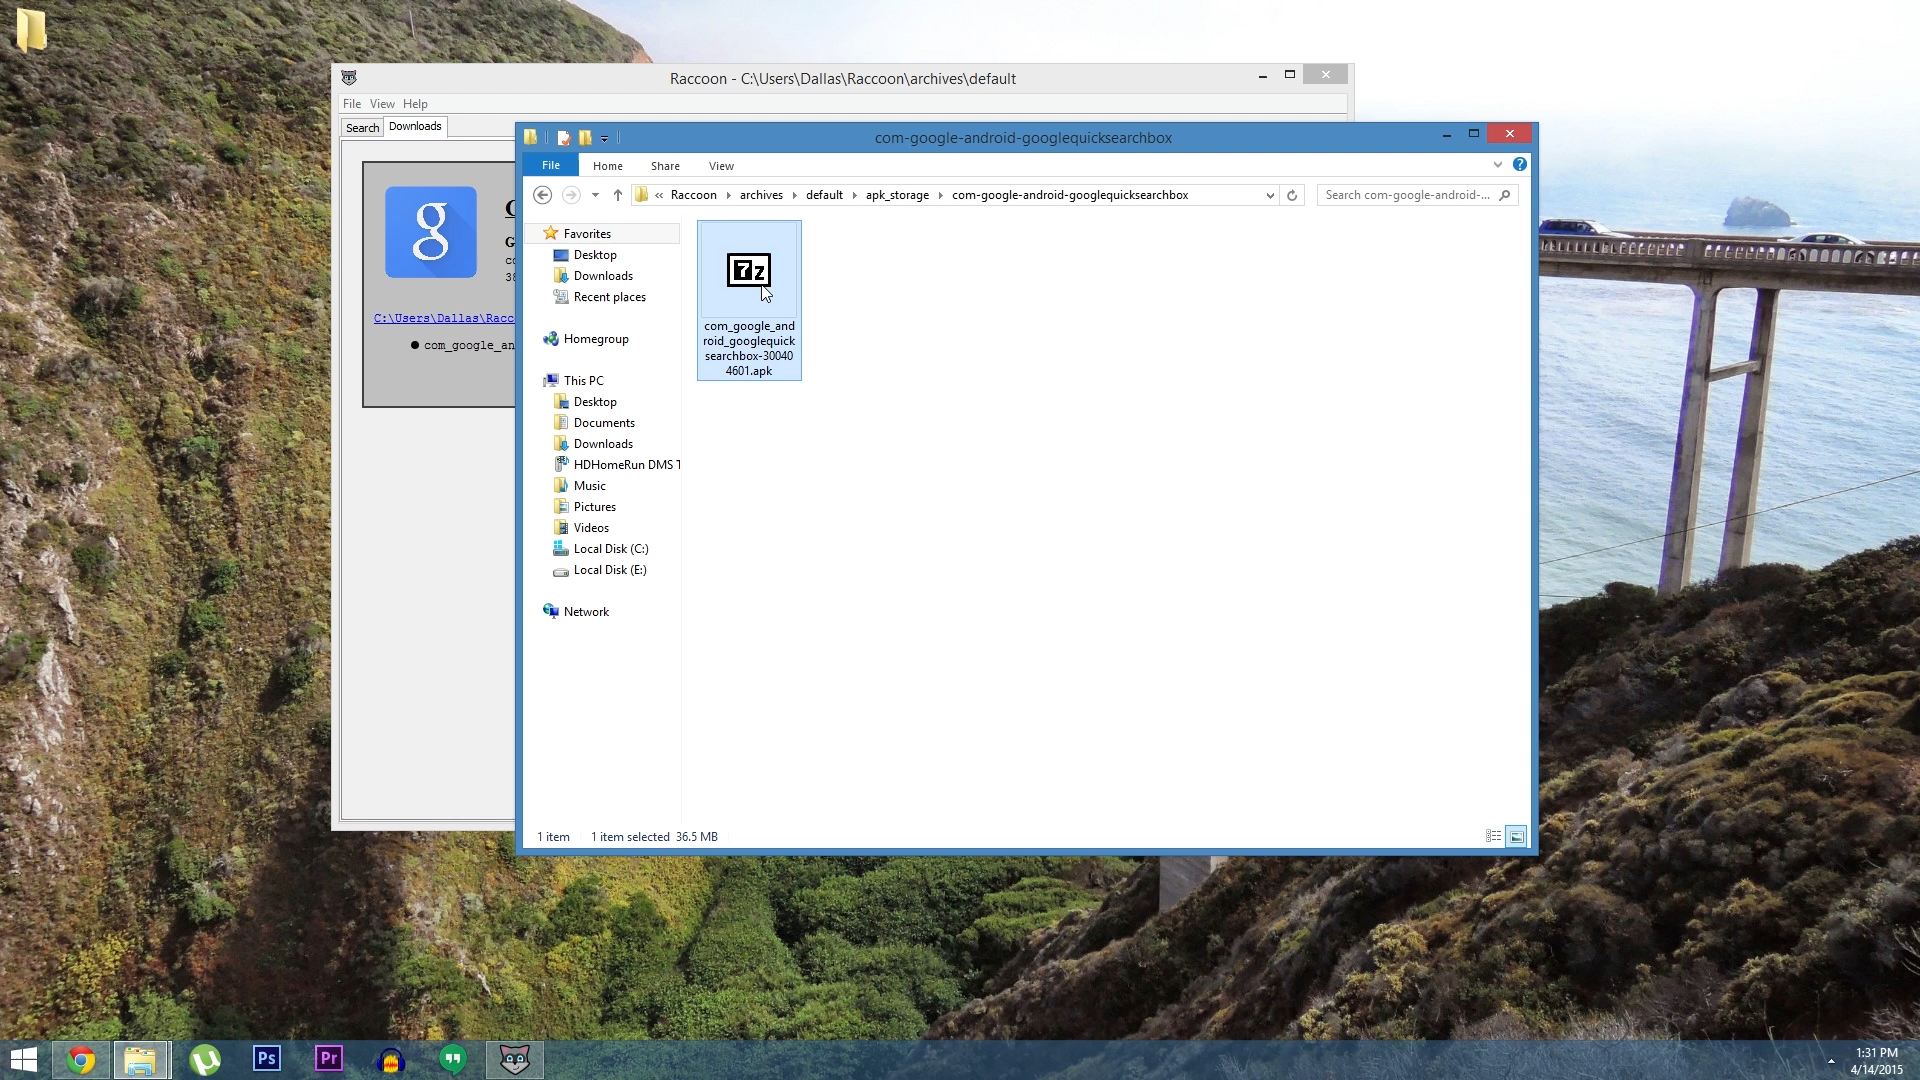 Raccoon - C:\Users\Dallas\Raccoon\archives\default
File View Help
Search Downloads
g
C:\Users\Dallas\Racc
com_google_an
com-google-android-googlequicksearchbox
File Home Share View
« Raccoon archives default apk_storage com-google-android-googlequicksearchbox
Search com-google-android-...
Favorites
Desktop
Downloads
Recent places
Homegroup
This PC
Desktop
Documents
Downloads
HDHomeRun DMS T
Music
Pictures
Videos
Local Disk (C:)
Local Disk (E:)
Network
7z
com_google_and
roid_googlequick
searchbox-30040
4601.apk
1 item 1 item selected 36.5 MB
Ps Pr
1:31 PM
4/14/2015